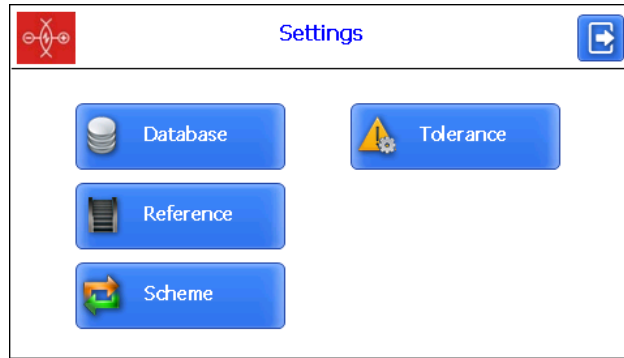 Settings
Database
Tolerance
Reference
Scheme